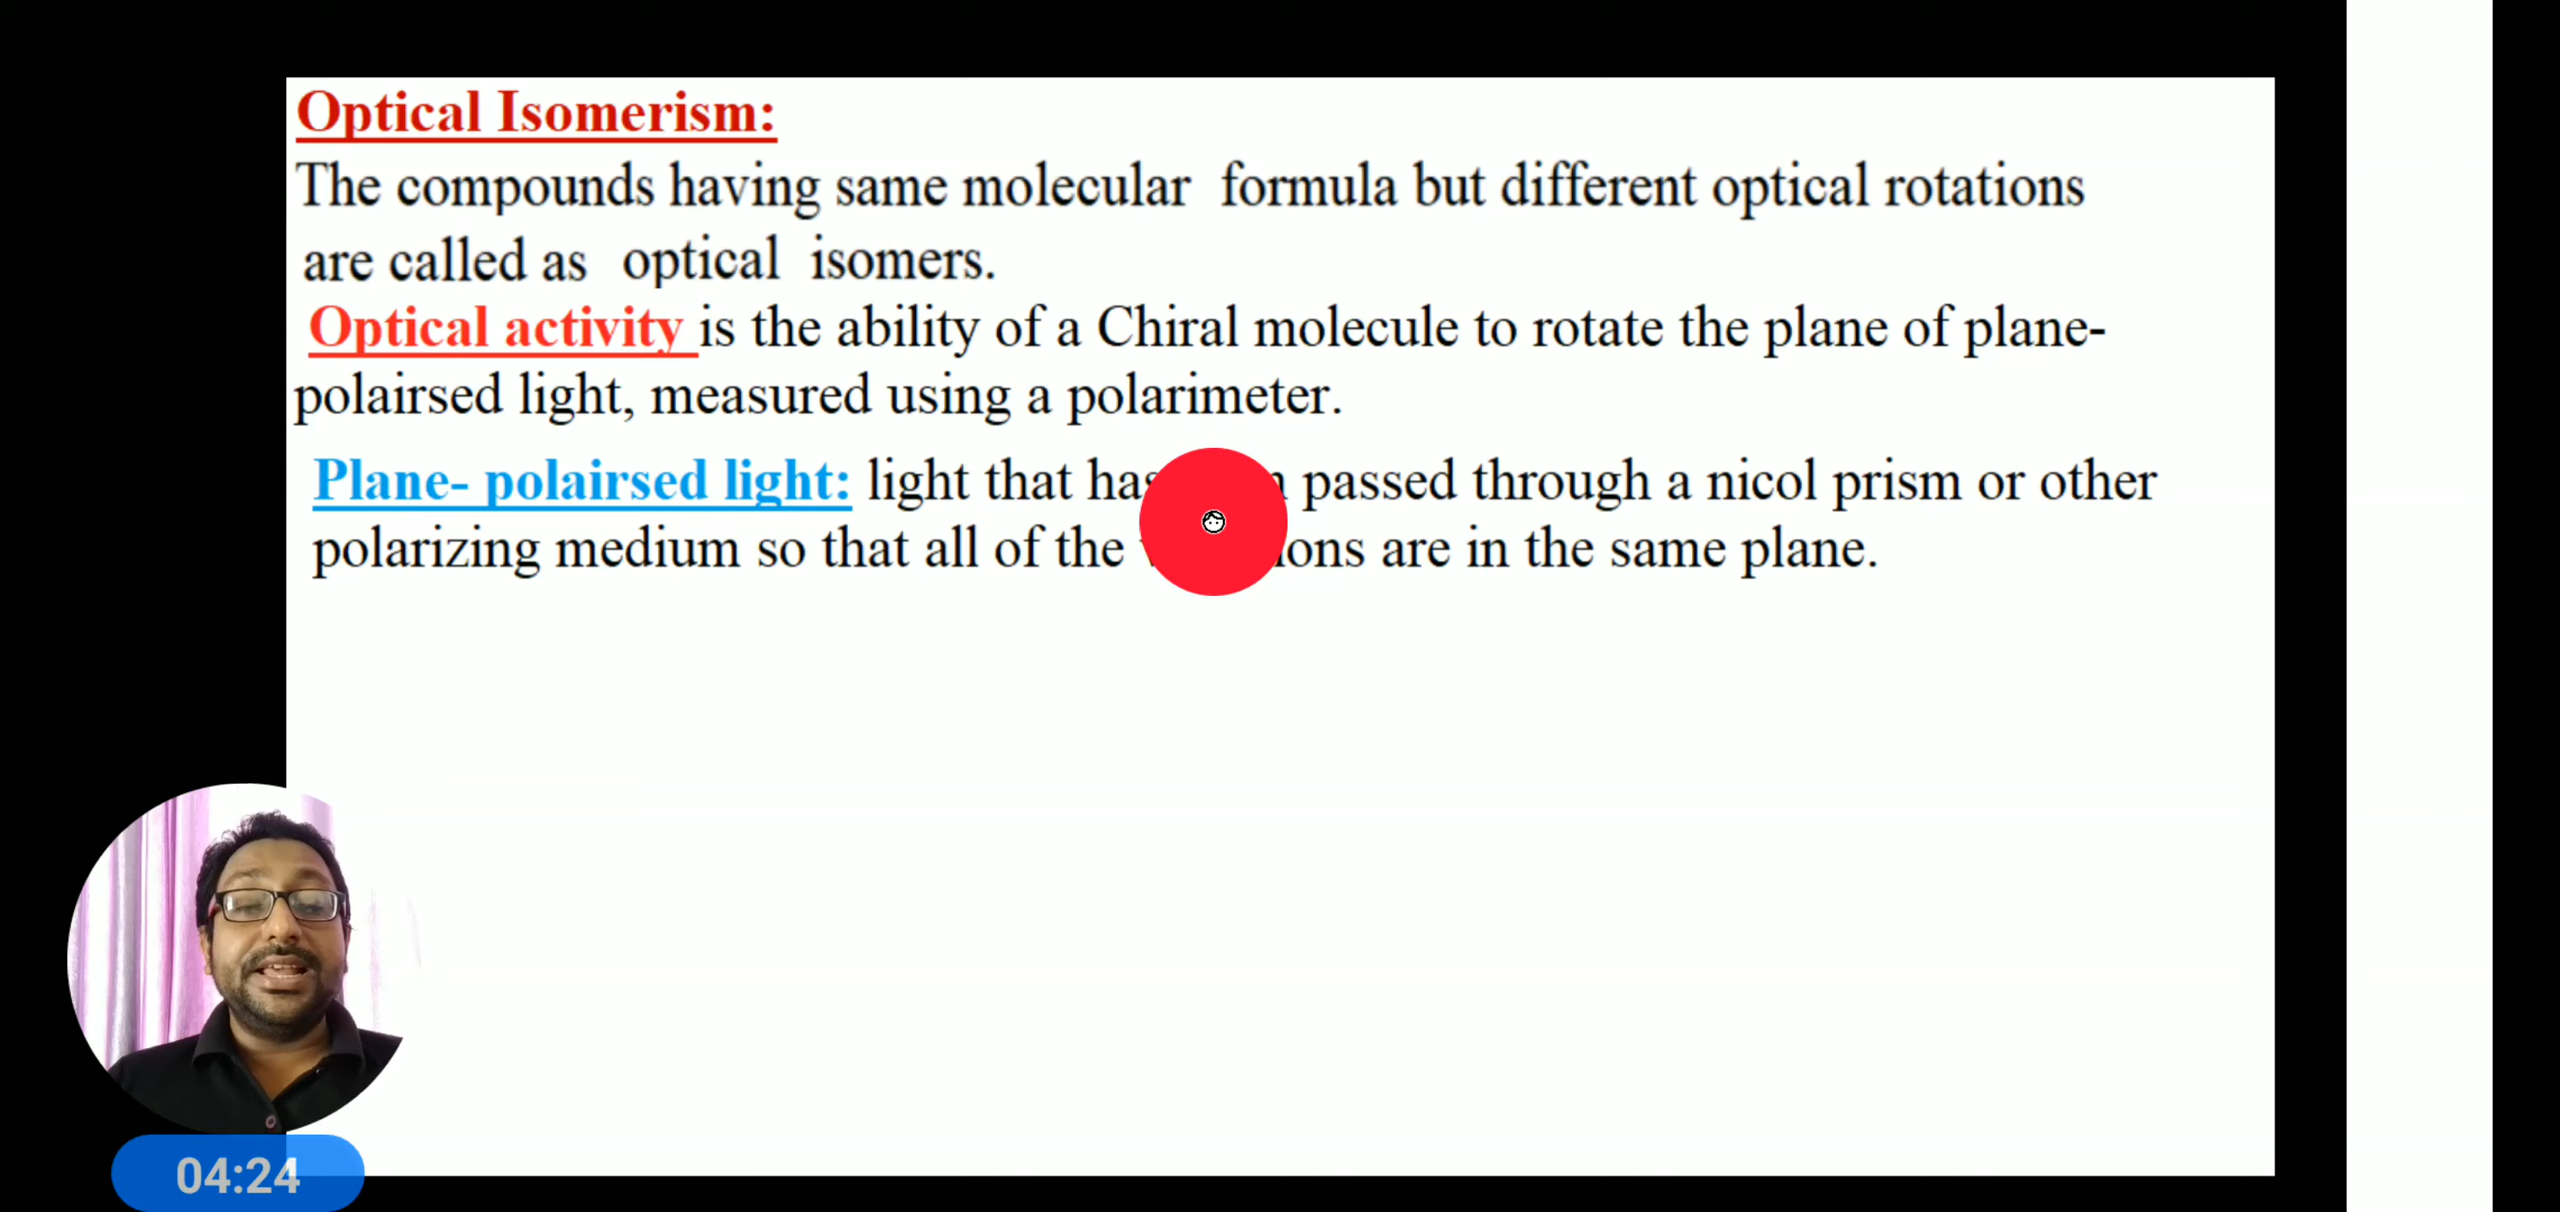 Optical Isomerism:
The compounds having same molecular formula but different optical rotations
are called as optical isomers.
Optical activity is the ability of a Chiral molecule to rotate the plane of plane-
polairsed light, measured using a polarimeter.
Plane- polairsed light: light that passed through a nicol prism or other
polarizing medium so that all of the are in the same plane.
04:24